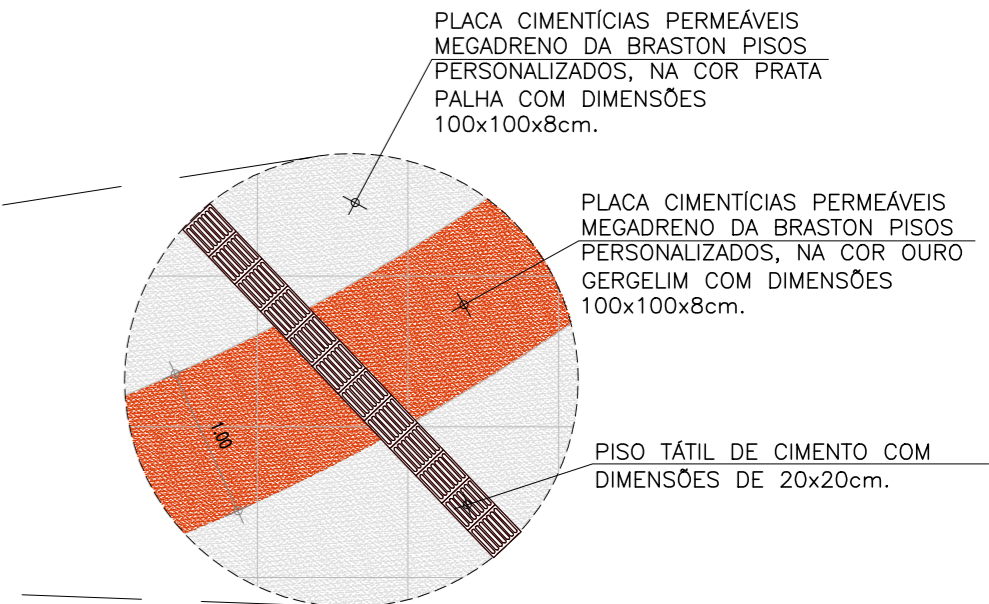 PLACA CIMENTÍCIAS PERMEÁVEIS
MEGADRENO DA BRASTON PISOS
PERSONALIZADOS, NA COR PRATA
PALHA COM DIMENSÕES
100x100x8cm.
PLACA CIMENTÍCIAS PERMEÁVEIS
MEGADRENO DA BRASTON PISOS
PERSONALIZADOS, NA COR OURO
GERGELIM COM DIMENSÕES
100x100x8cm.
1.00
PISO TÁTIL DE CIMENTO COM
DIMENSÕES DE 20x20cm.